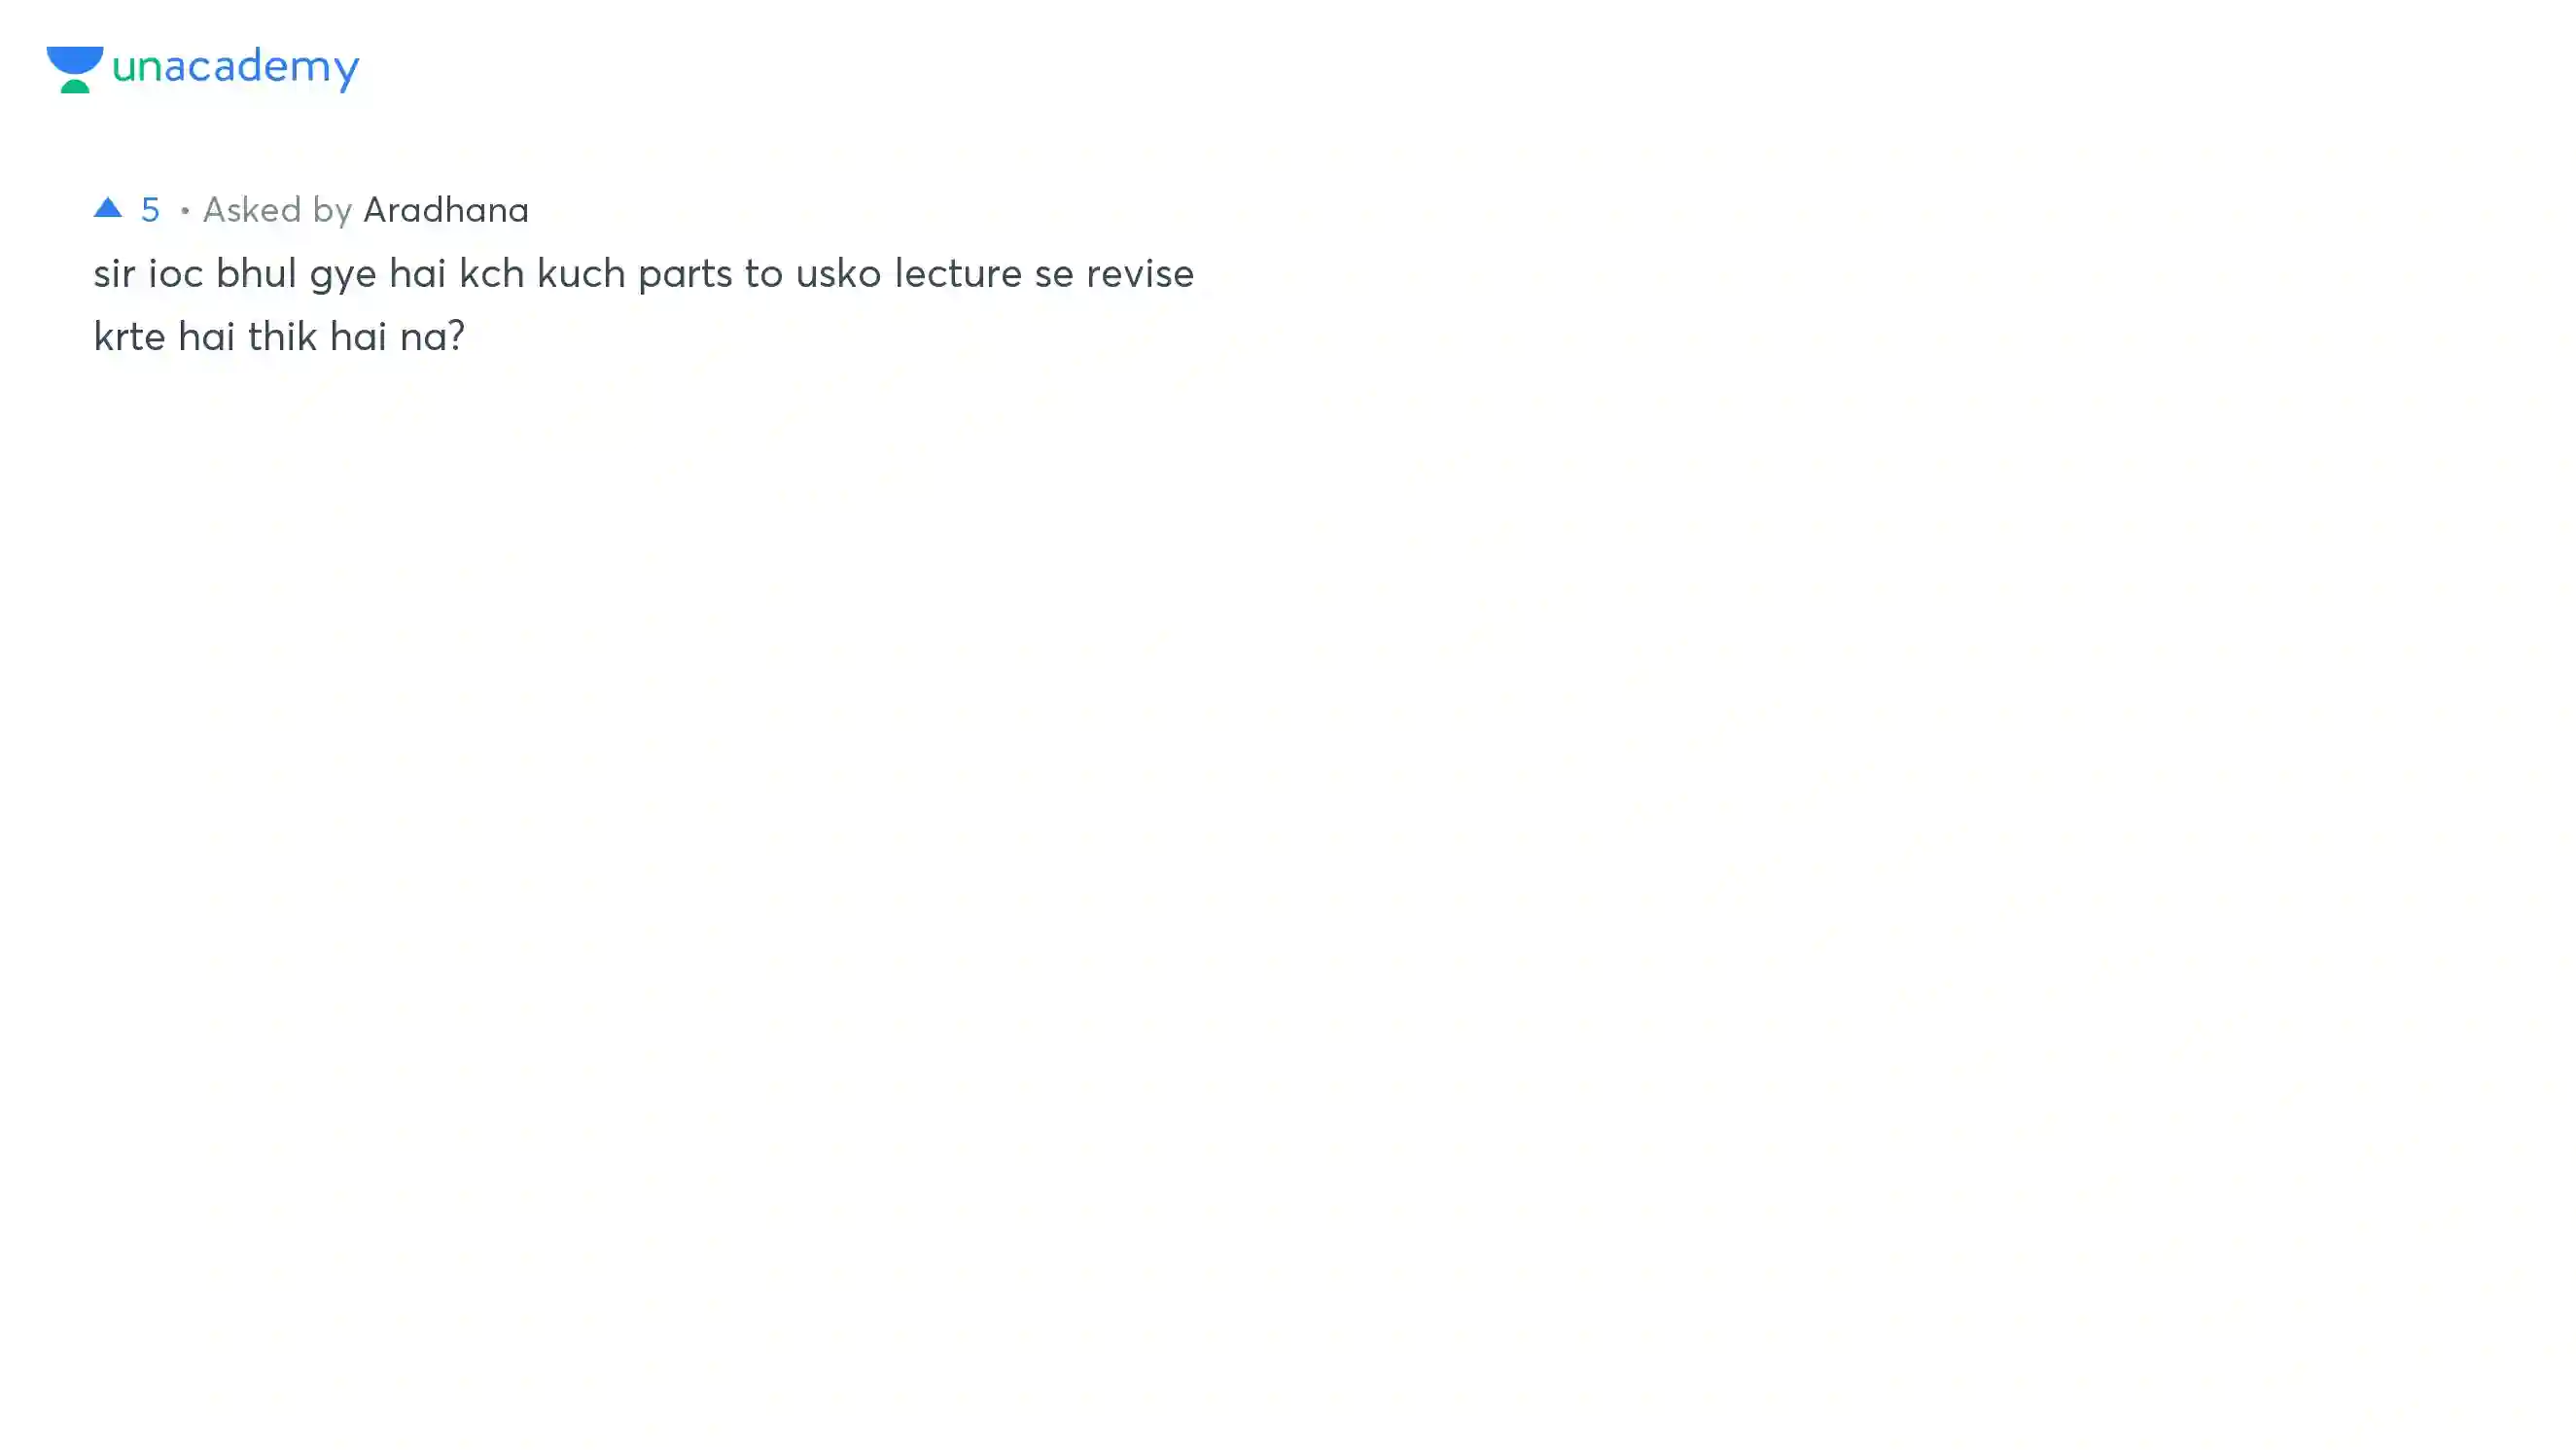 unacademy
▲ 5 • Asked by Aradhana
sir ioc bhul gye hai kch kuch parts to usko lecture se revise
krte hai thik hai na?